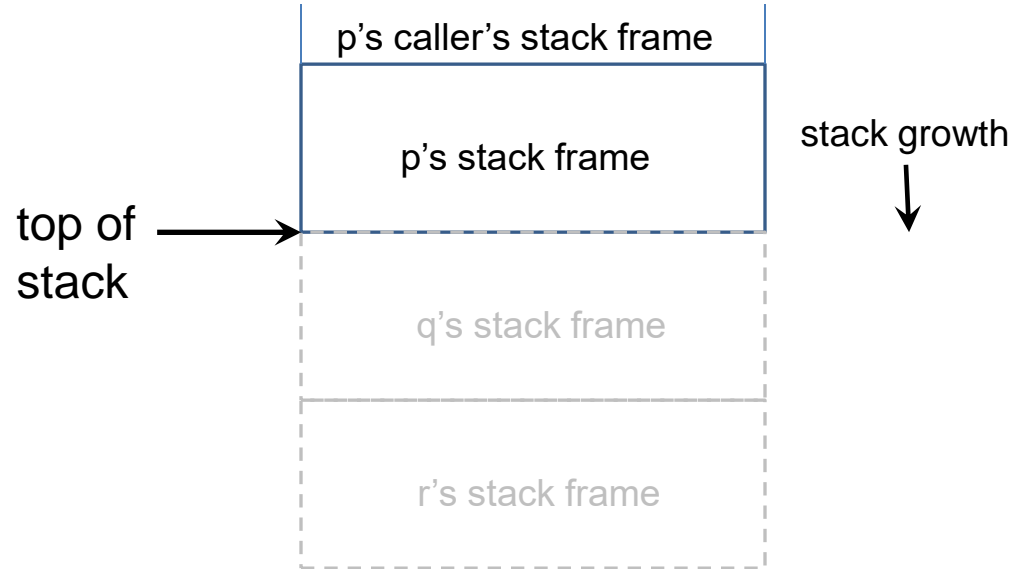 p’s caller’s stack frame
stack growth
p’s stack frame
top of
stack
q’s stack frame
r’s stack frame